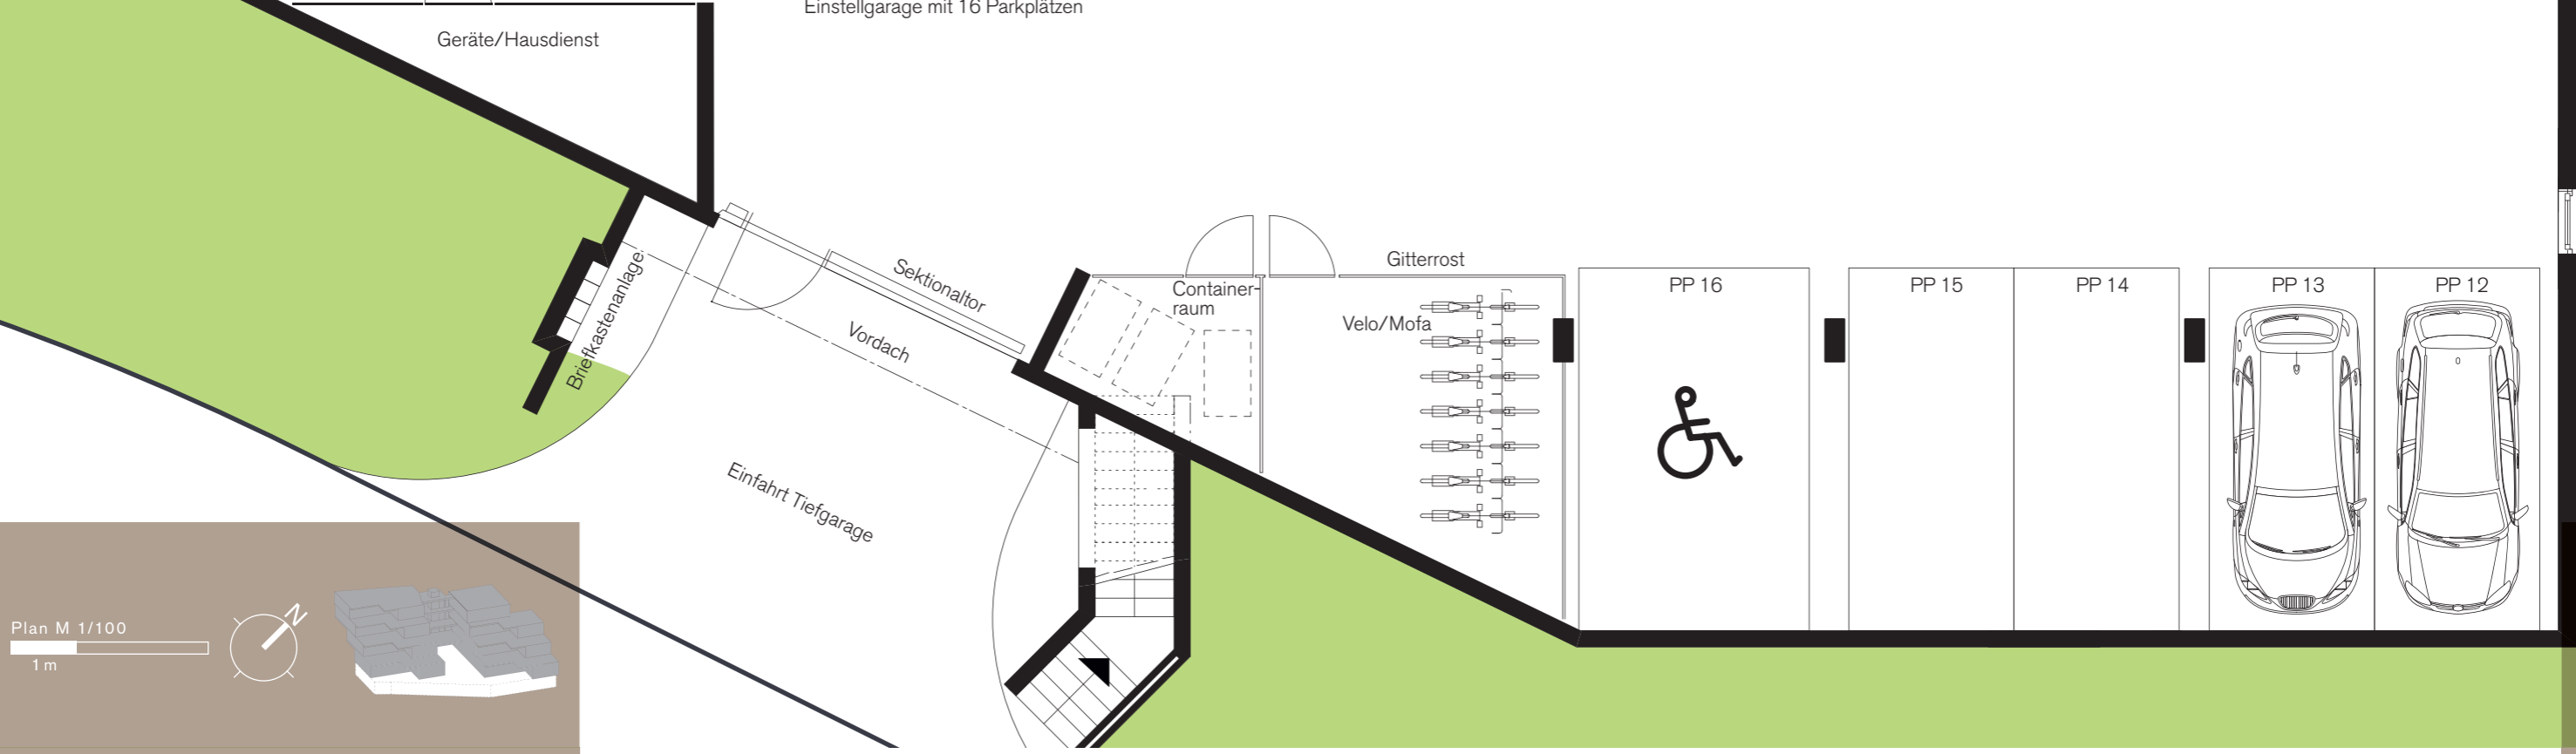 Einstellgarage mit 16 Parkplätzen
Geräte/Hausdienst
Briefkastenanlage
Sektionaltor
Vordach
Einfahrt Tiefgarage
Container-
raum
Gitterrost
Velo/Mofa
PP 16
PP 15
PP 14
PP 13
PP 12
Plan M 1/100
1 m
N